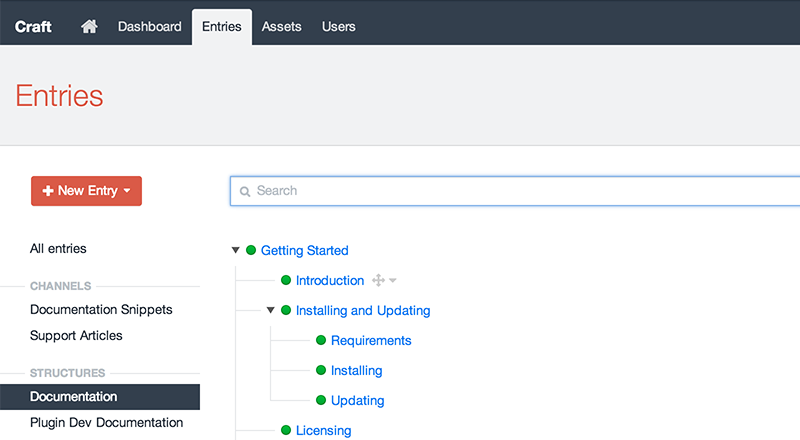 Craft Dashboard Entries Assets Users
Entries
New Entry
Search
All entries
CHANNELS
Documentation Snippets
Support Articles
STRUCTURES
Documentation
Plugin Dev Documentation
Getting Started
Introduction
Installing and Updating
Requirements
Installing
Updating
Licensing